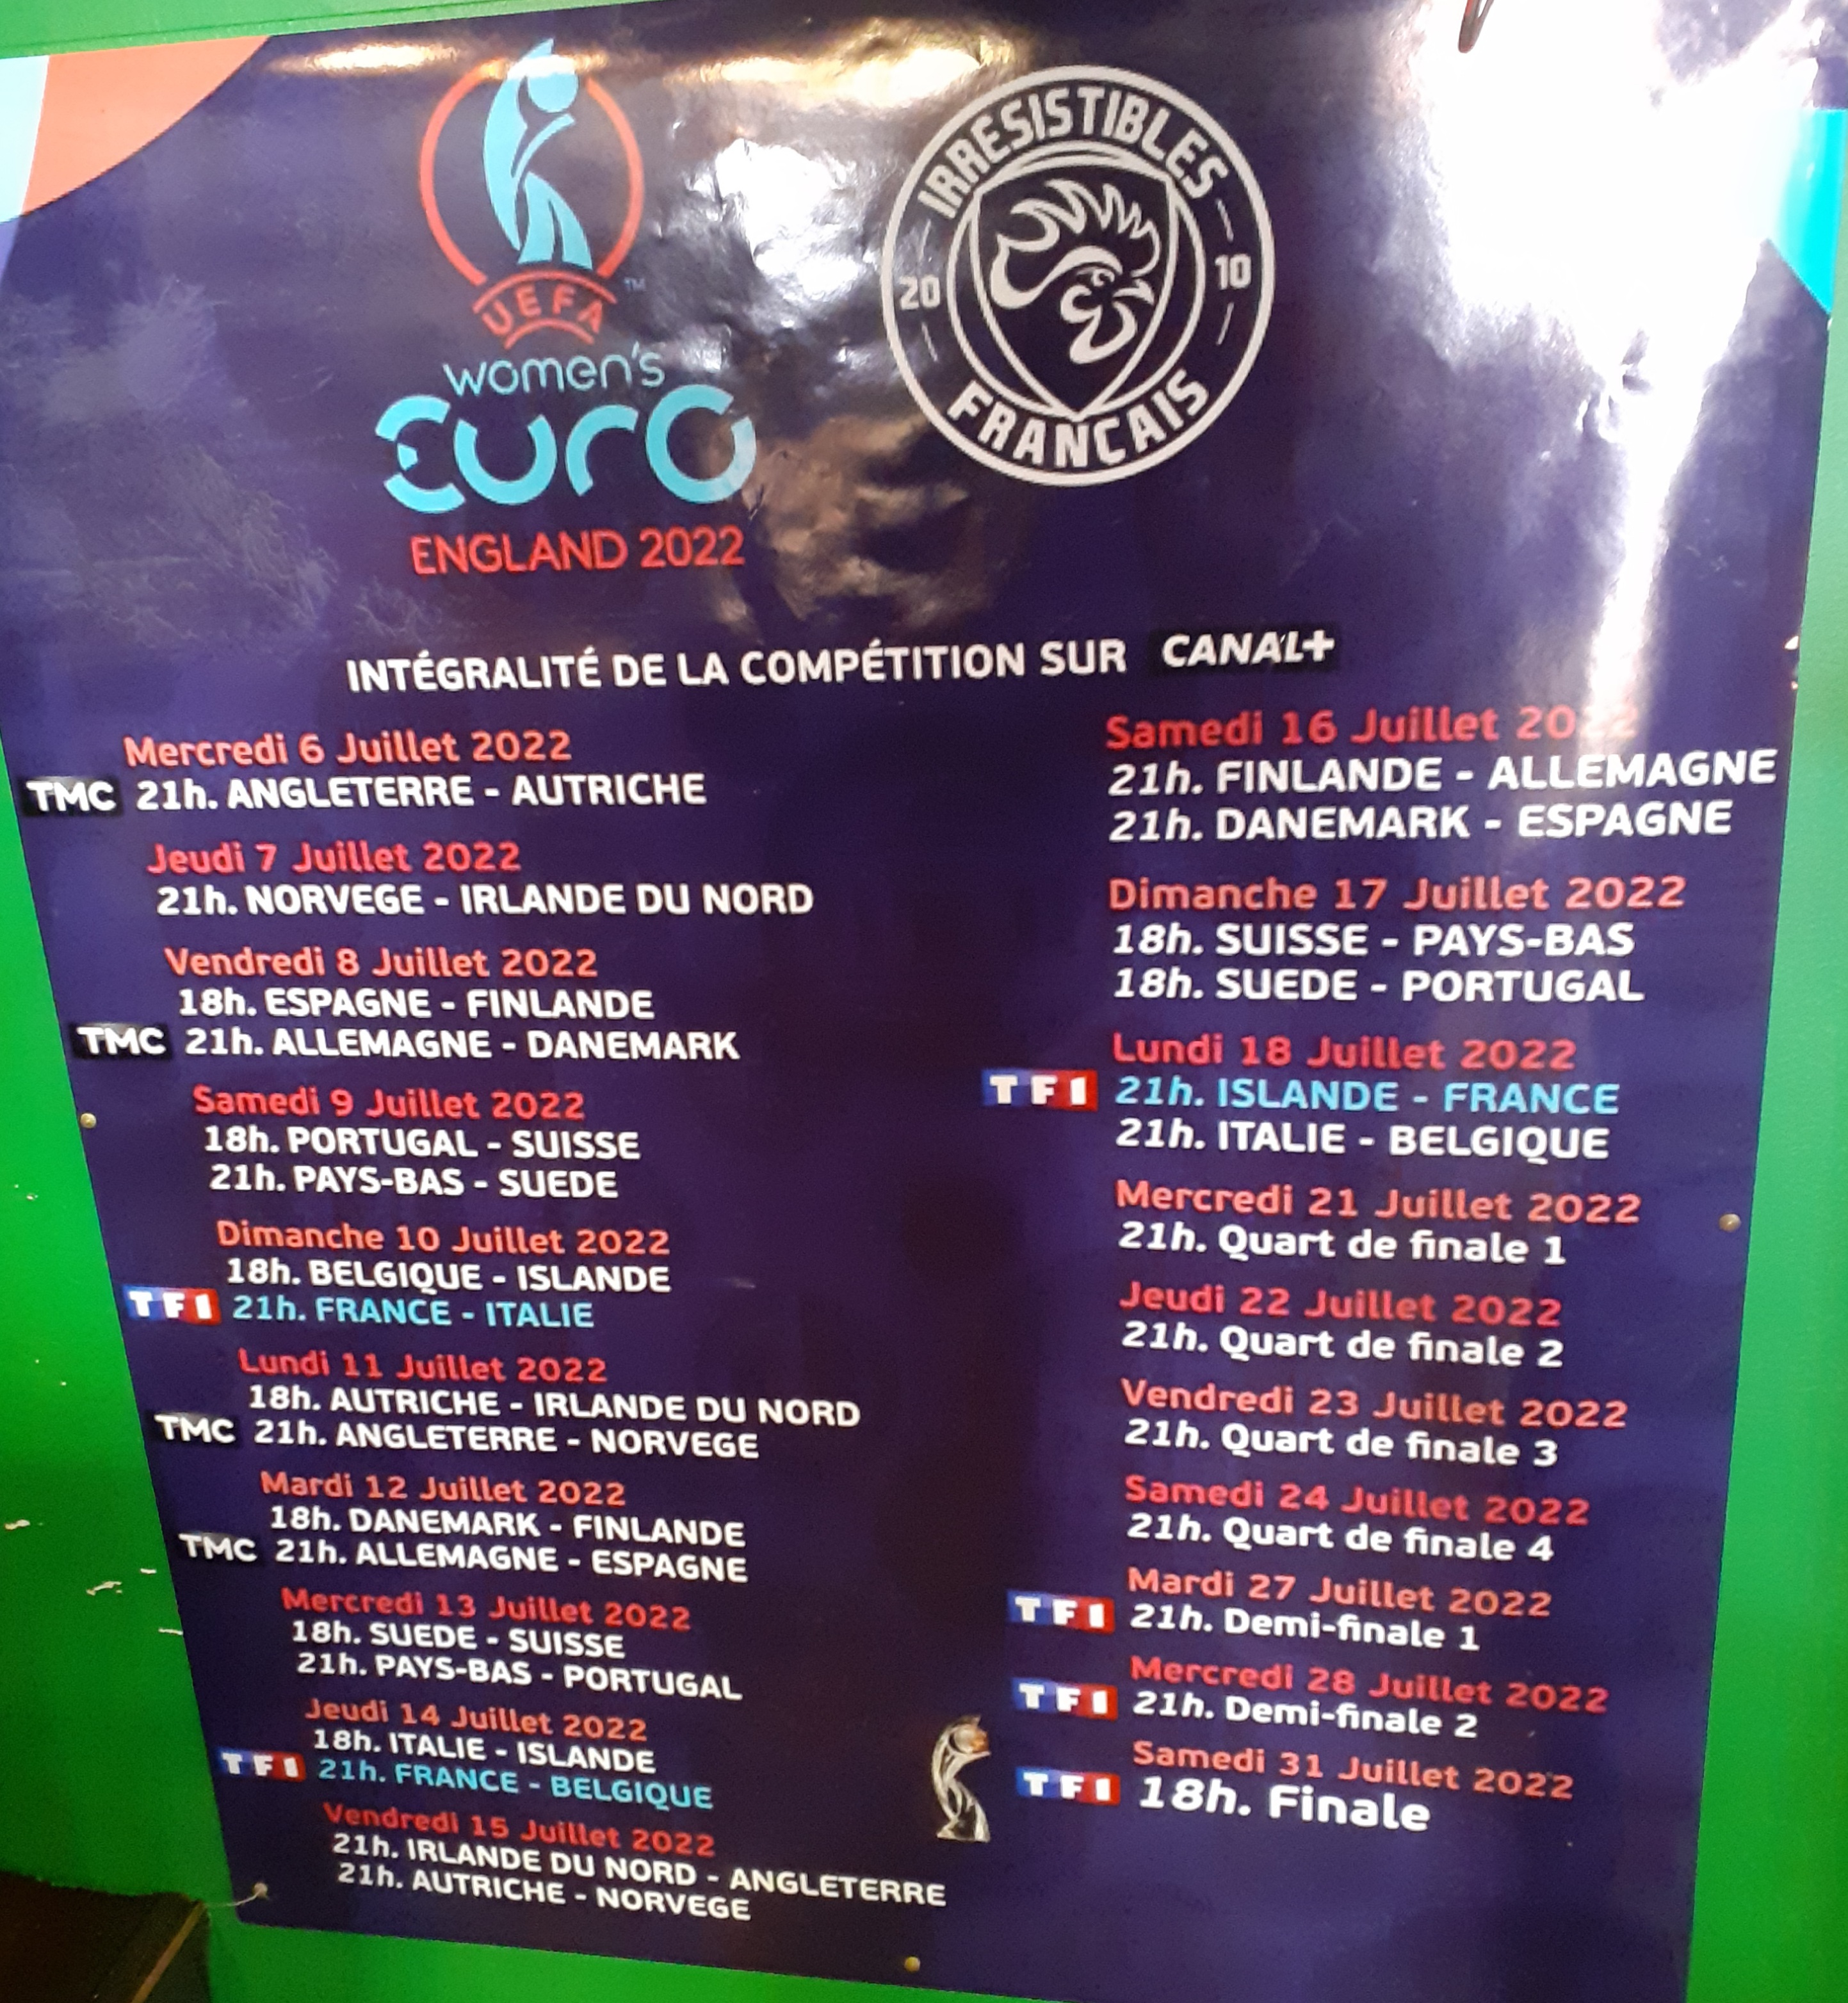 UEFA
™
women's
EURO
ENGLAND 2022
IRRESISTIBLES
20 10
FRANCAIS
INTÉGRALITÉ DE LA COMPÉTITION SUR CANAL+
Mercredi 6 Juillet 2022
TMC 21h. ANGLETERRE - AUTRICHE
Jeudi 7 Juillet 2022
21h. NORVEGE - IRLANDE DU NORD
Vendredi 8 Juillet 2022
18h. ESPAGNE - FINLANDE
TMC 21h. ALLEMAGNE - DANEMARK
Samedi 9 Juillet 2022
18h. PORTUGAL - SUISSE
21h. PAYS-BAS - SUEDE
Dimanche 10 Juillet 2022
18h. BELGIQUE - ISLANDE
TF1 21h. FRANCE - ITALIE
Lundi 11 Juillet 2022
18h. AUTRICHE - IRLANDE DU NORD
TMC 21h. ANGLETERRE - NORVEGE
Mardi 12 Juillet 2022
18h. DANEMARK - FINLANDE
TMC 21h. ALLEMAGNE - ESPAGNE
Mercredi 13 Juillet 2022
18h. SUEDE - SUISSE
21h. PAYS-BAS - PORTUGAL
Jeudi 14 Juillet 2022
18h. ITALIE - ISLANDE
TF1 21h. FRANCE - BELGIQUE
Vendredi 15 Juillet 2022
21h. IRLANDE DU NORD - ANGLETERRE
21h. AUTRICHE - NORVEGE
Samedi 16 Juillet 2022
21h. FINLANDE - ALLEMAGNE
21h. DANEMARK - ESPAGNE
Dimanche 17 Juillet 2022
18h. SUISSE - PAYS-BAS
18h. SUEDE - PORTUGAL
Lundi 18 Juillet 2022
TF1 21h. ISLANDE - FRANCE
21h. ITALIE - BELGIQUE
Mercredi 21 Juillet 2022
21h. Quart de finale 1
Jeudi 22 Juillet 2022
21h. Quart de finale 2
Vendredi 23 Juillet 2022
21h. Quart de finale 3
Samedi 24 Juillet 2022
21h. Quart de finale 4
Mardi 27 Juillet 2022
TF1 21h. Demi-finale 1
Mercredi 28 Juillet 2022
TF1 21h. Demi-finale 2
Samedi 31 Juillet 2022
TF1 18h. Finale